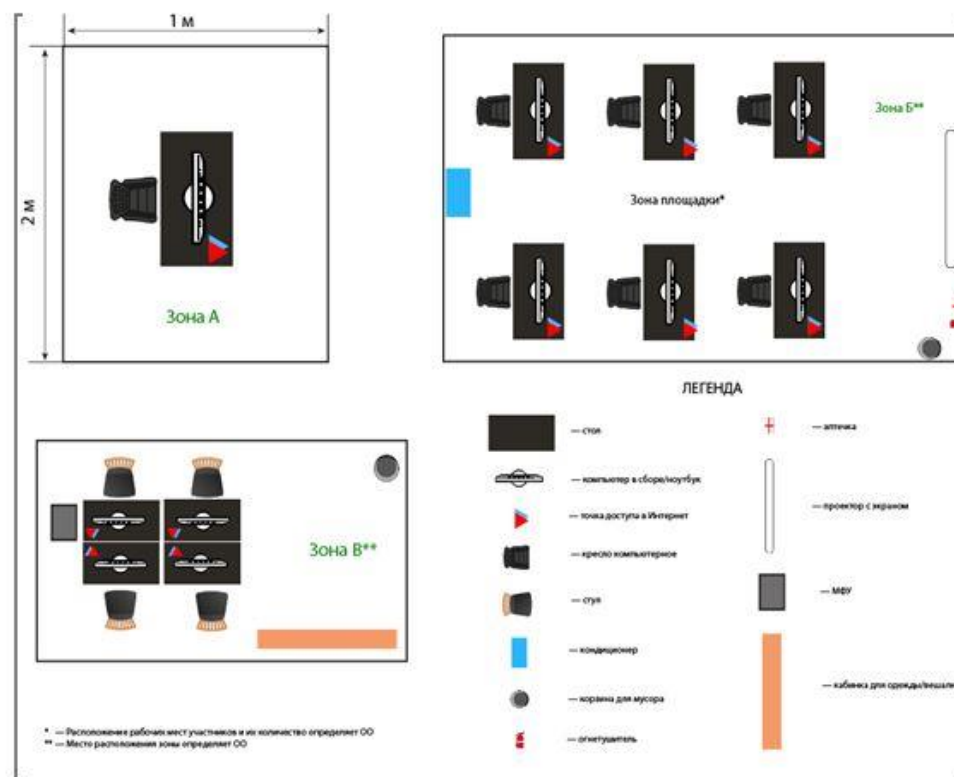 1 м
2 м
Зона А
Зона Б**
Зона площадки*
ЛЕГЕНДА
— стол
— компьютер в сборе/ноутбук
— точка доступа в Интернет
— кресло компьютерное
— стул
— кондиционер
— корзина для мусора
— огнетушитель
— аптечка
— проектор с экраном
— МФУ
— кабинка для одежды/вешалк
Зона В**
* — Расположение рабочих мест участников и их количество определяет ОО
** — Место расположения зоны определяет ОО